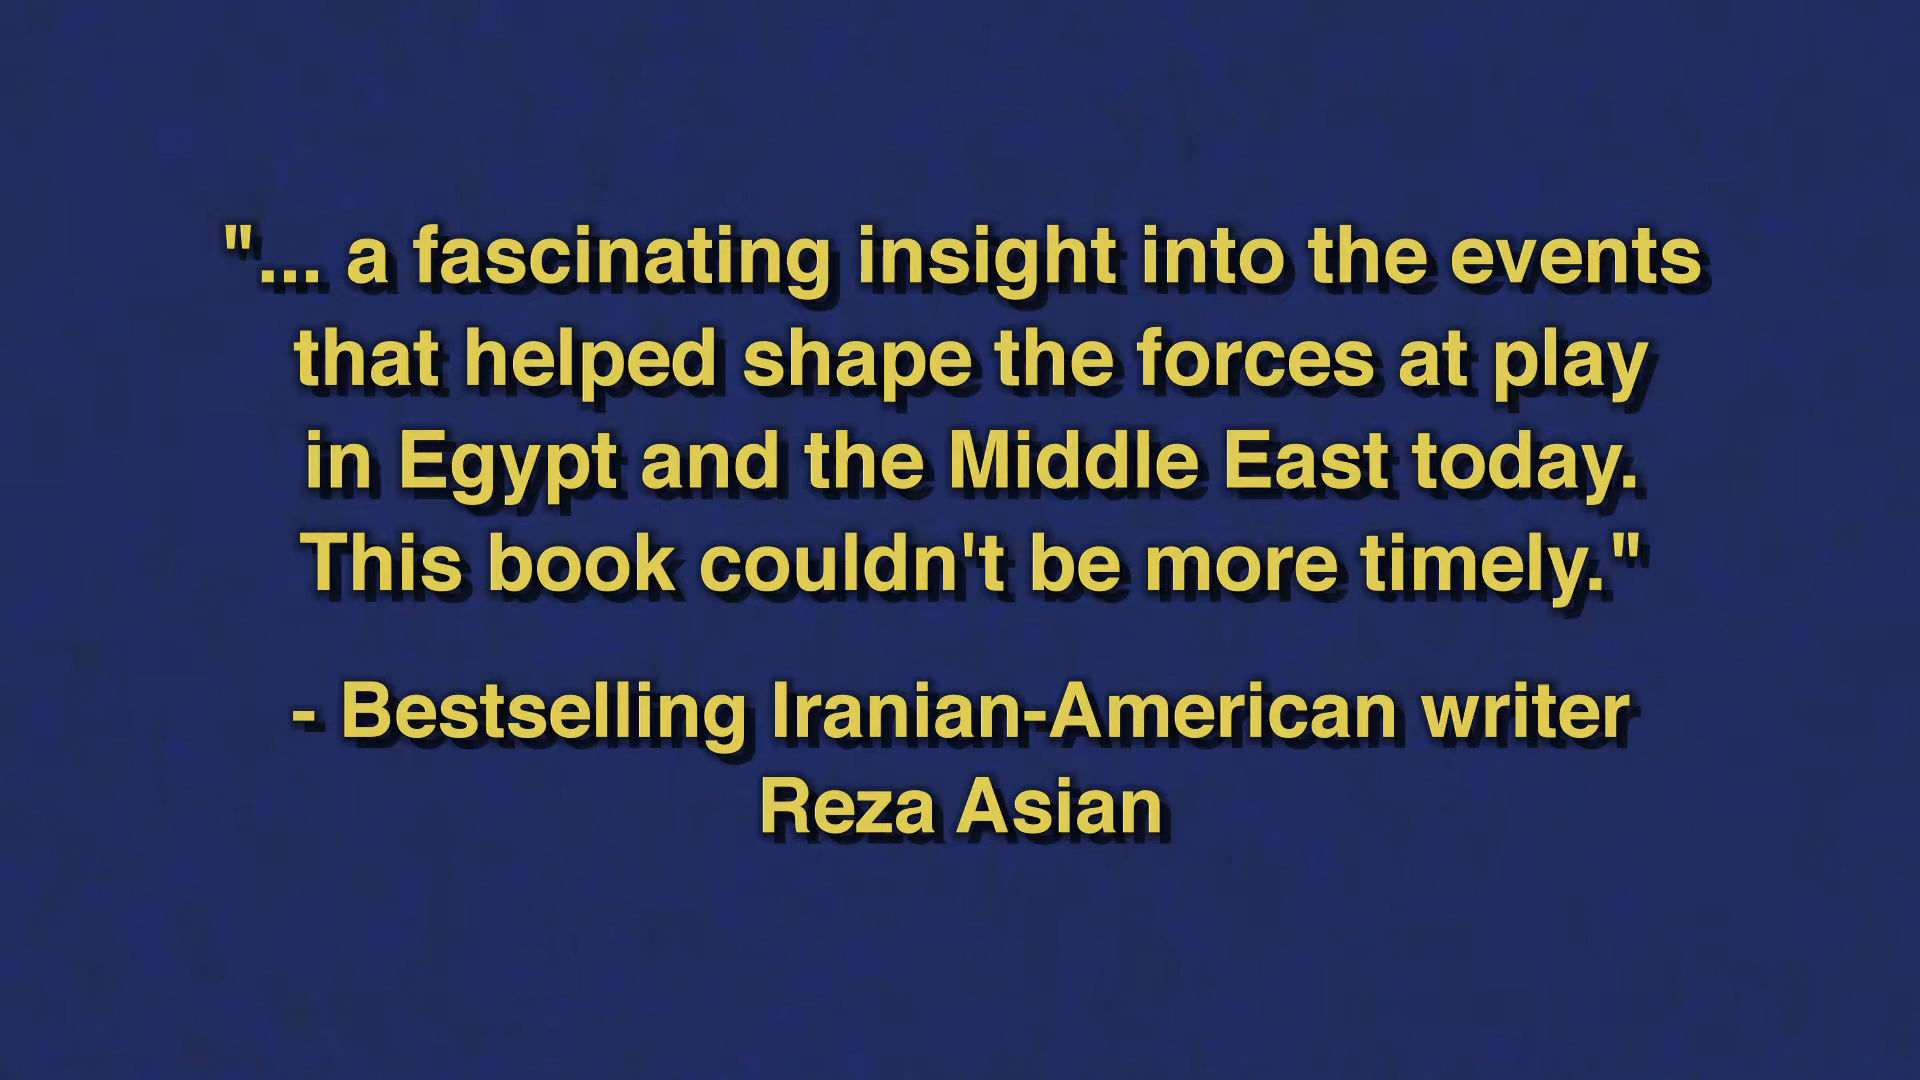 "... a fascinating insight into the events
that helped shape the forces at play
in Egypt and the Middle East today.
This book couldn't be more timely."
- Bestselling Iranian-American writer
Reza Asian